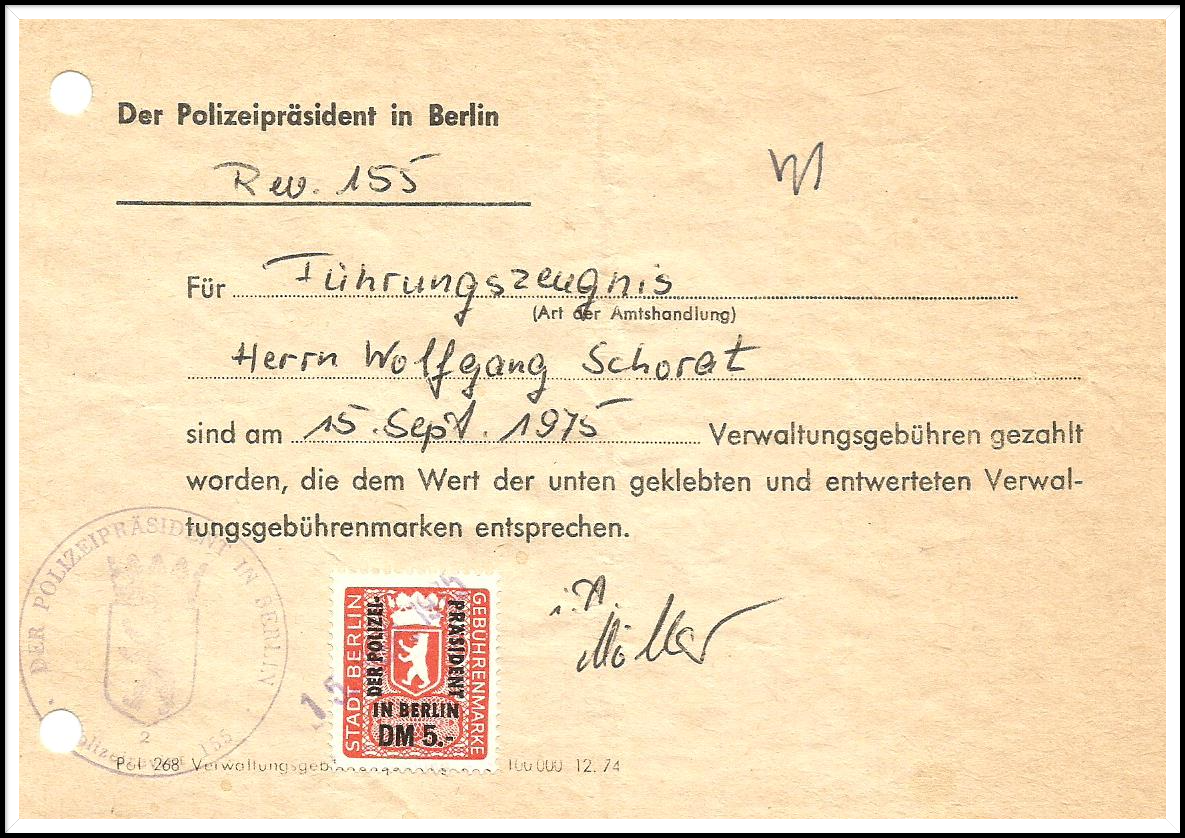 Der Polizeipräsident in Berlin
Rev. 155
Für Führungszeugnis
(Art der Amtshandlung)
Herrn Wolfgang Schorat
sind am 15. Sept. 1975 Verwaltungsgebühren gezahlt
worden, die dem Wert der unten geklebten und entwerteten Verwal-
tungsgebührenmarken entsprechen.
DER POLIZEIPRÄSIDENT IN BERLIN
2
155
STADT BERLIN
GEBÜHRENMARKE
DER POLIZEI-
PRÄSIDENT
IN BERLIN
DM 5.-
i.A.
Pol 268 100 000 12. 74